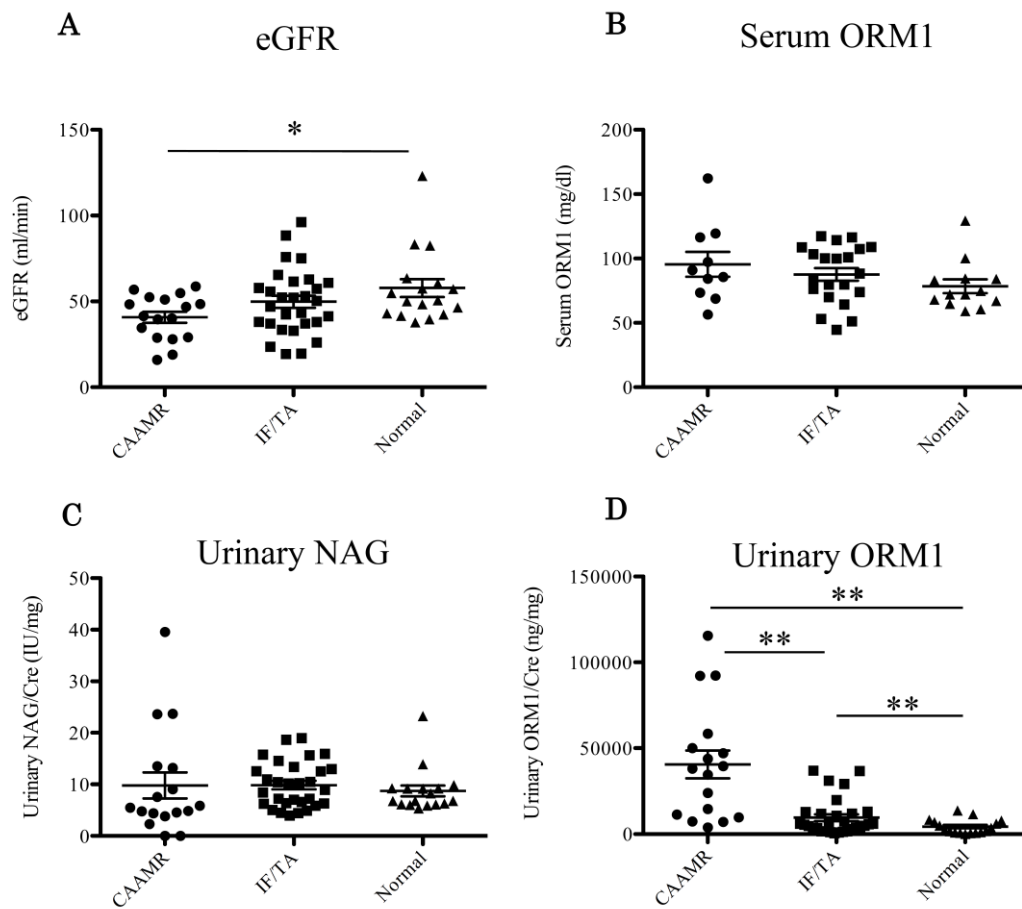 A
eGFR
eGFR (ml/min)
150
100
50
0
*
CAAMR
IF/TA
Normal
B
Serum ORM1
Serum ORM1 (mg/dl)
200
150
100
50
0
CAAMR
IF/TA
Normal
C
Urinary NAG
Urinary NAG/Cre (IU/mg)
50
40
30
20
10
0
CAAMR
IF/TA
Normal
D
Urinary ORM1
Urinary ORM1/Cre (ng/mg)
150000
100000
50000
0
**
**
**
CAAMR
IF/TA
Normal